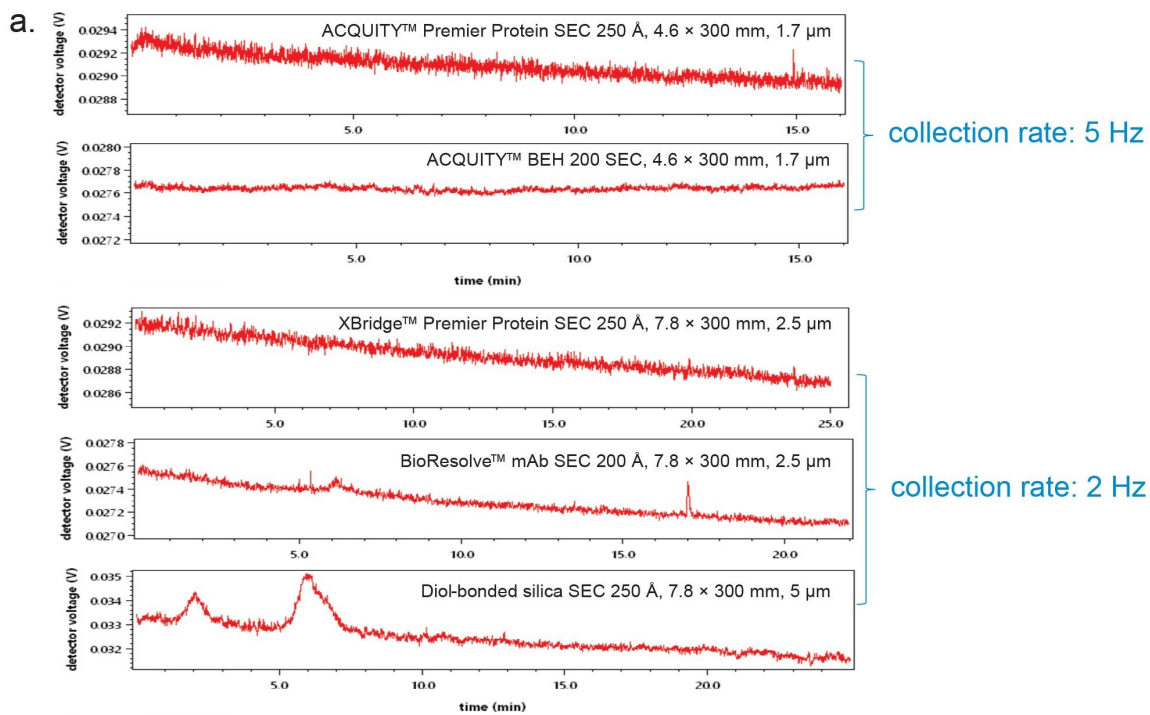 a.
ACQUITY™ Premier Protein SEC 250 Å, 4.6 × 300 mm, 1.7 µm
detector voltage (V)
0.0294
0.0292
0.0290
0.0288
5.0 10.0 15.0
collection rate: 5 Hz
ACQUITY™ BEH 200 SEC, 4.6 × 300 mm, 1.7 µm
detector voltage (V)
0.0280
0.0278
0.0276
0.0274
0.0272
5.0 10.0 15.0
time (min)
XBridge™ Premier Protein SEC 250 Å, 7.8 × 300 mm, 2.5 µm
detector voltage (V)
0.0292
0.0290
0.0288
0.0286
5.0 10.0 15.0 20.0 25.0
BioResolve™ mAb SEC 200 Å, 7.8 × 300 mm, 2.5 µm
detector voltage (V)
0.0278
0.0276
0.0274
0.0272
0.0270
5.0 10.0 15.0 20.0
collection rate: 2 Hz
Diol-bonded silica SEC 250 Å, 7.8 × 300 mm, 5 µm
detector voltage (V)
0.035
0.034
0.033
0.032
5.0 10.0 15.0 20.0
time (min)